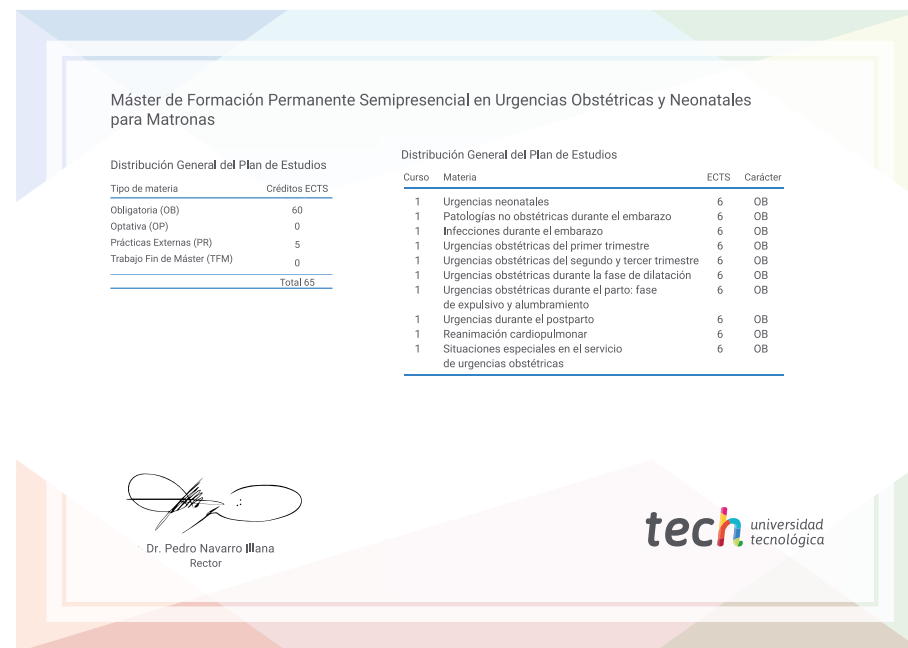 Máster de Formación Permanente Semipresencial en Urgencias Obstétricas y Neonatales
para Matronas
Distribución General del Plan de Estudios
Tipo de materia Créditos ECTS
Obligatoria (OB) 60
Optativa (OP) 0
Prácticas Externas (PR) 5
Trabajo Fin de Máster (TFM) 0
Total 65
Distribución General del Plan de Estudios
Curso Materia ECTS Carácter
1 Urgencias neonatales 6 OB
1 Patologías no obstétricas durante el embarazo 6 OB
1 Infecciones durante el embarazo 6 OB
1 Urgencias obstétricas del primer trimestre 6 OB
1 Urgencias obstétricas del segundo y tercer trimestre 6 OB
1 Urgencias obstétricas durante la fase de dilatación 6 OB
1 Urgencias obstétricas durante el parto: fase 6 OB
de expulsivo y alumbramiento
1 Urgencias durante el postparto 6 OB
1 Reanimación cardiopulmonar 6 OB
1 Situaciones especiales en el servicio 6 OB
de urgencias obstétricas
Dr. Pedro Navarro Illana
Rector
tech universidad
tecnológica